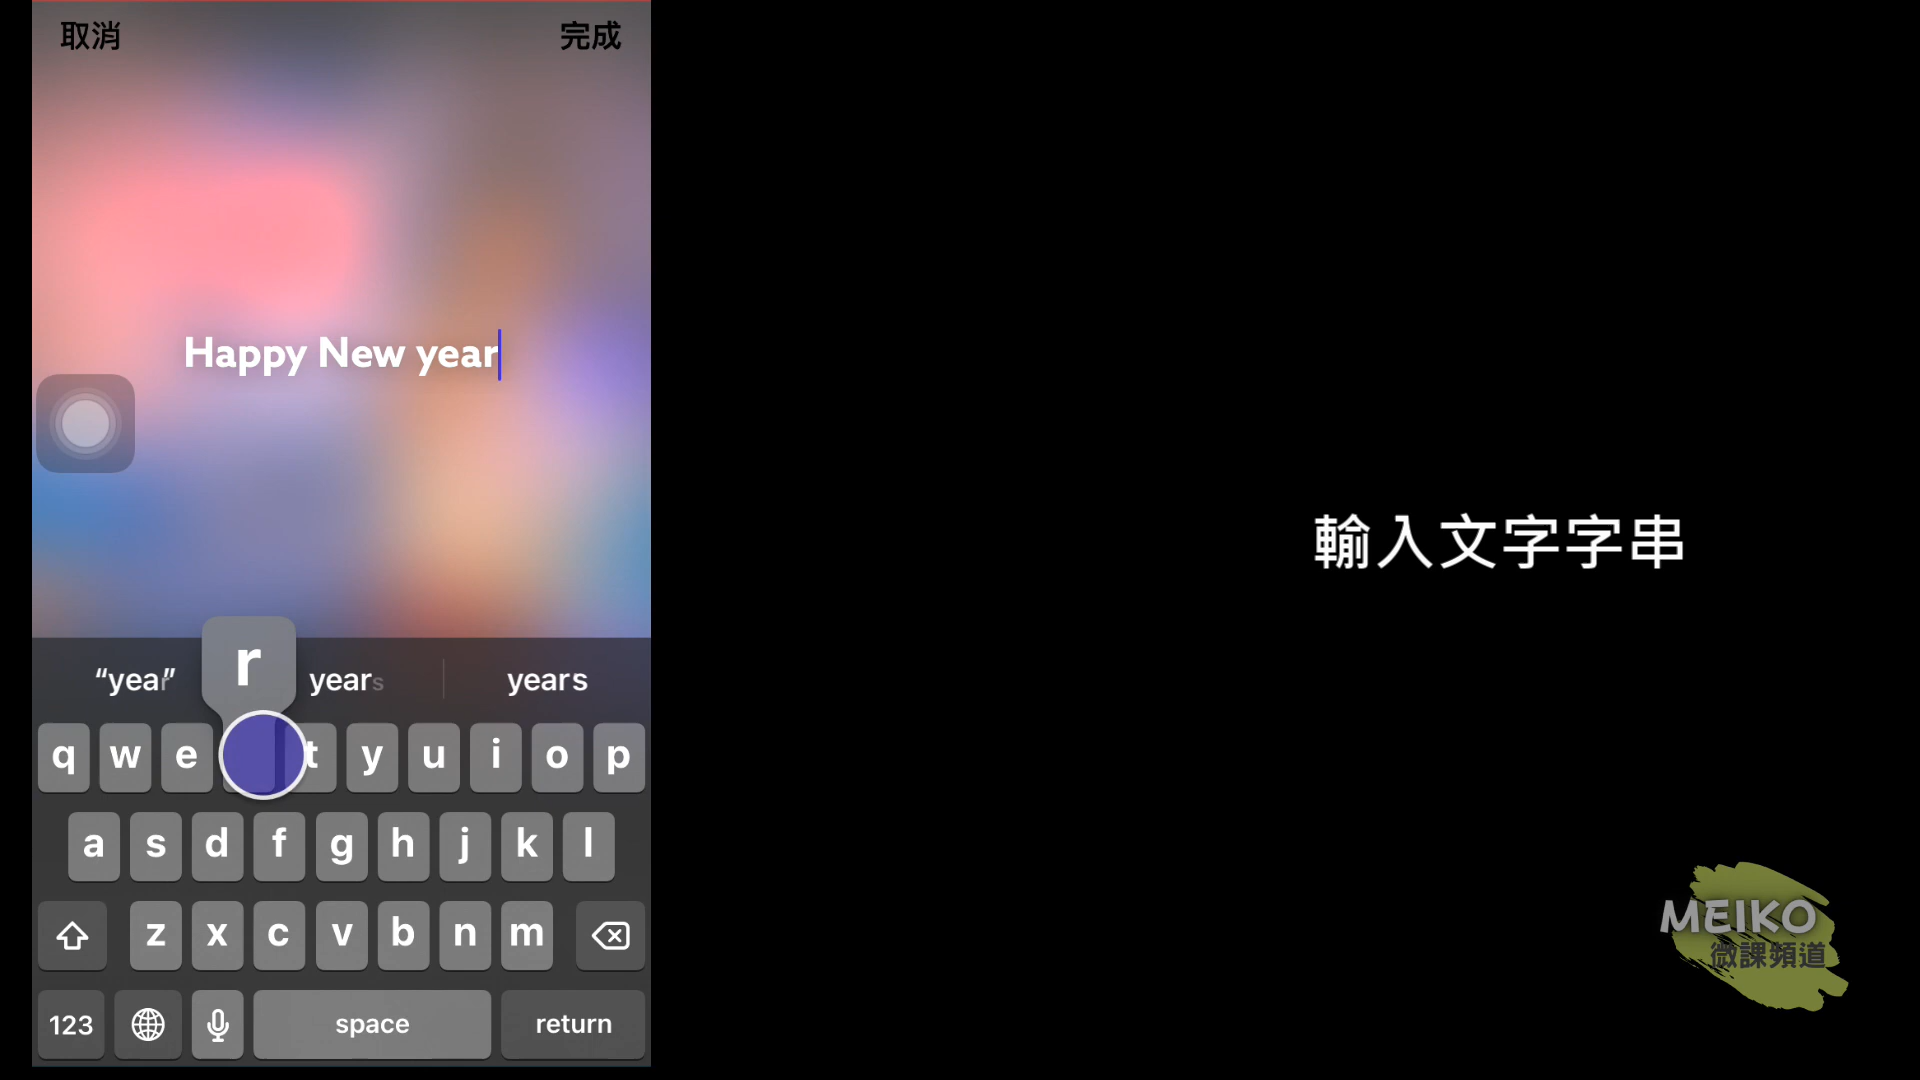 取消
完成
Happy New year
"year"
years
years
r
q w e t y u i o p
a s d f g h j k l
z x c v b n m
123
space
return
輸入文字字串
MEIKO
微課頻道